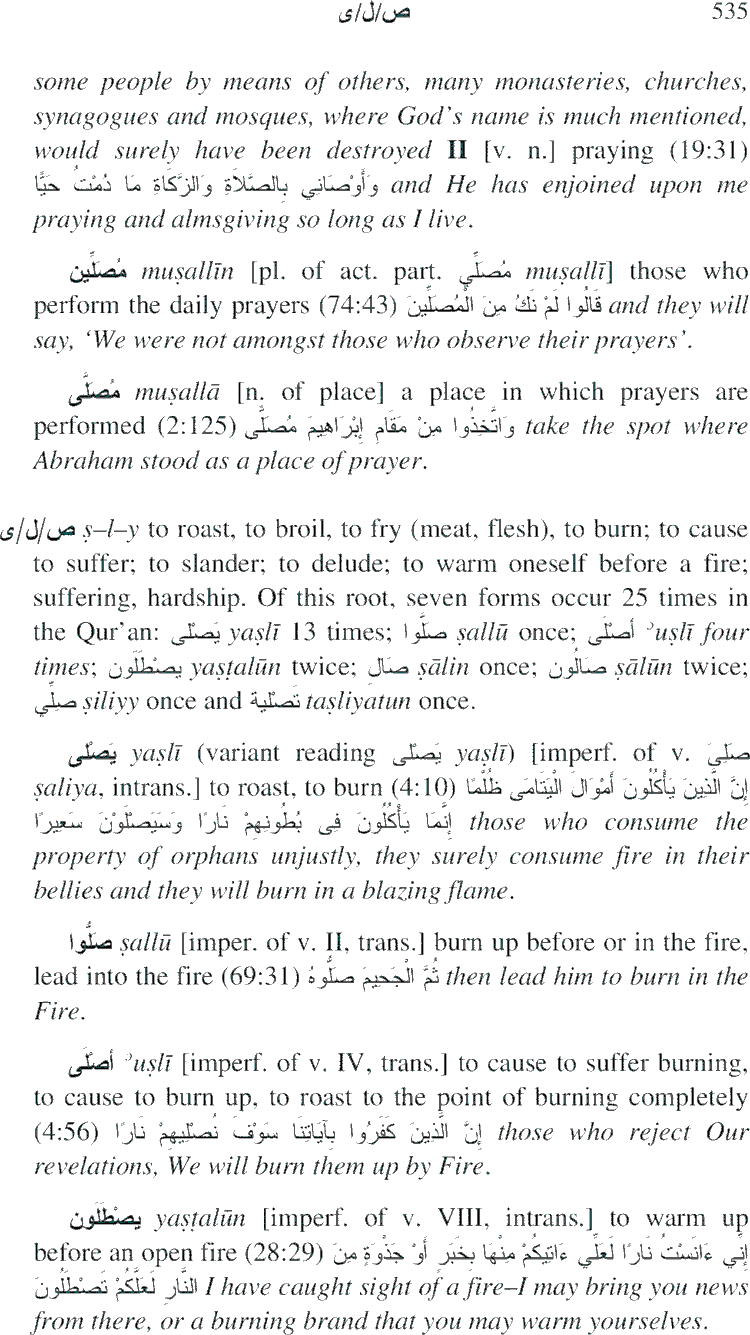 ص/ل/ى 535
some people by means of others, many monasteries, churches,
synagogues and mosques, where God's name is much mentioned,
would surely have been destroyed II [v. n.] praying (19:31)
وَأَوْصَانِي بِالصَّلَاةِ وَالزَّكَاةِ مَا دُمْتُ حَيًّا and He has enjoined upon me
praying and almsgiving so long as I live.
مُصَلِّين muṣallīn [pl. of act. part. مُصَلِّي muṣallī] those who
perform the daily prayers (74:43) قَالُوا لَمْ نَكُ مِنَ الْمُصَلِّينَ and they will
say, 'We were not amongst those who observe their prayers'.
مُصَلَّى muṣallā [n. of place] a place in which prayers are
performed (2:125) وَاتَّخِذُوا مِنْ مَقَامِ إِبْرَاهِيمَ مُصَلًّى take the spot where
Abraham stood as a place of prayer.
ص/ل/ى ṣ–l–y to roast, to broil, to fry (meat, flesh), to burn; to cause
to suffer; to slander; to delude; to warm oneself before a fire;
suffering, hardship. Of this root, seven forms occur 25 times in
the Qur'an: يَصْلَى yaṣlī 13 times; صَلُّوا ṣallū once; أُصْلَى ʾuṣlī four
times; يصْطَلَون yaṣṭalūn twice; صَالِ ṣālin once; صَالُون ṣālūn twice;
صِلِيّ ṣiliyy once and تَصْلية taṣliyatun once.
يَصْلَى yaṣlī (variant reading يَصْلى yaṣlī) [imperf. of v. صَلِيَ
ṣaliya, intrans.] to roast, to burn (4:10) إِنَّ الَّذِينَ يَأْكُلُونَ أَمْوَالَ الْيَتَامَى ظُلْمًا
إِنَّمَا يَأْكُلُونَ فِى بُطُونِهِمْ نَارًا وَسَيَصْلَوْنَ سَعِيرًا those who consume the
property of orphans unjustly, they surely consume fire in their
bellies and they will burn in a blazing flame.
صَلُّوا ṣallū [imper. of v. II, trans.] burn up before or in the fire,
lead into the fire (69:31) ثُمَّ الْجَحِيمَ صَلُّوهُ then lead him to burn in the
Fire.
أصْلَى ʾuṣlī [imperf. of v. IV, trans.] to cause to suffer burning,
to cause to burn up, to roast to the point of burning completely
(4:56) إِنَّ الَّذِينَ كَفَرُوا بِآيَاتِنَا سَوْفَ نُصْلِيهِمْ نَارًا those who reject Our
revelations, We will burn them up by Fire.
يصْطَلَون yaṣṭalūn [imperf. of v. VIII, intrans.] to warm up
before an open fire (28:29) إِنِّي ءَانَسْتُ نَارًا لَعَلِّي ءَاتِيكُمْ مِنْهَا بِخَبَرٍ أَوْ جَذْوَةٍ مِنَ
النَّارِ لَعَلَّكُمْ تَصْطَلُونَ I have caught sight of a fire–I may bring you news
from there, or a burning brand that you may warm yourselves.